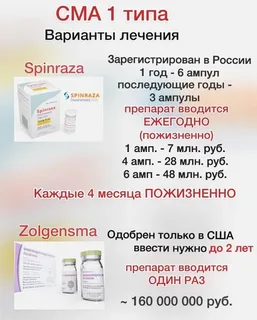 СМА 1 типа
Варианты лечения
Spinraza
Зарегистрирован в России
1 год - 6 ампул
последующие годы -
3 ампулы
препарат вводится
ЕЖЕГОДНО
(пожизненно)
1 амп. - 7 млн. руб.
4 амп. - 28 млн. руб.
6 амп - 48 млн. руб.
SPINRAZA
Каждые 4 месяца ПОЖИЗНЕННО
Zolgensma
Одобрен только в США
ввести нужно до 2 лет
препарат вводится
ОДИН РАЗ
~ 160 000 000 руб.